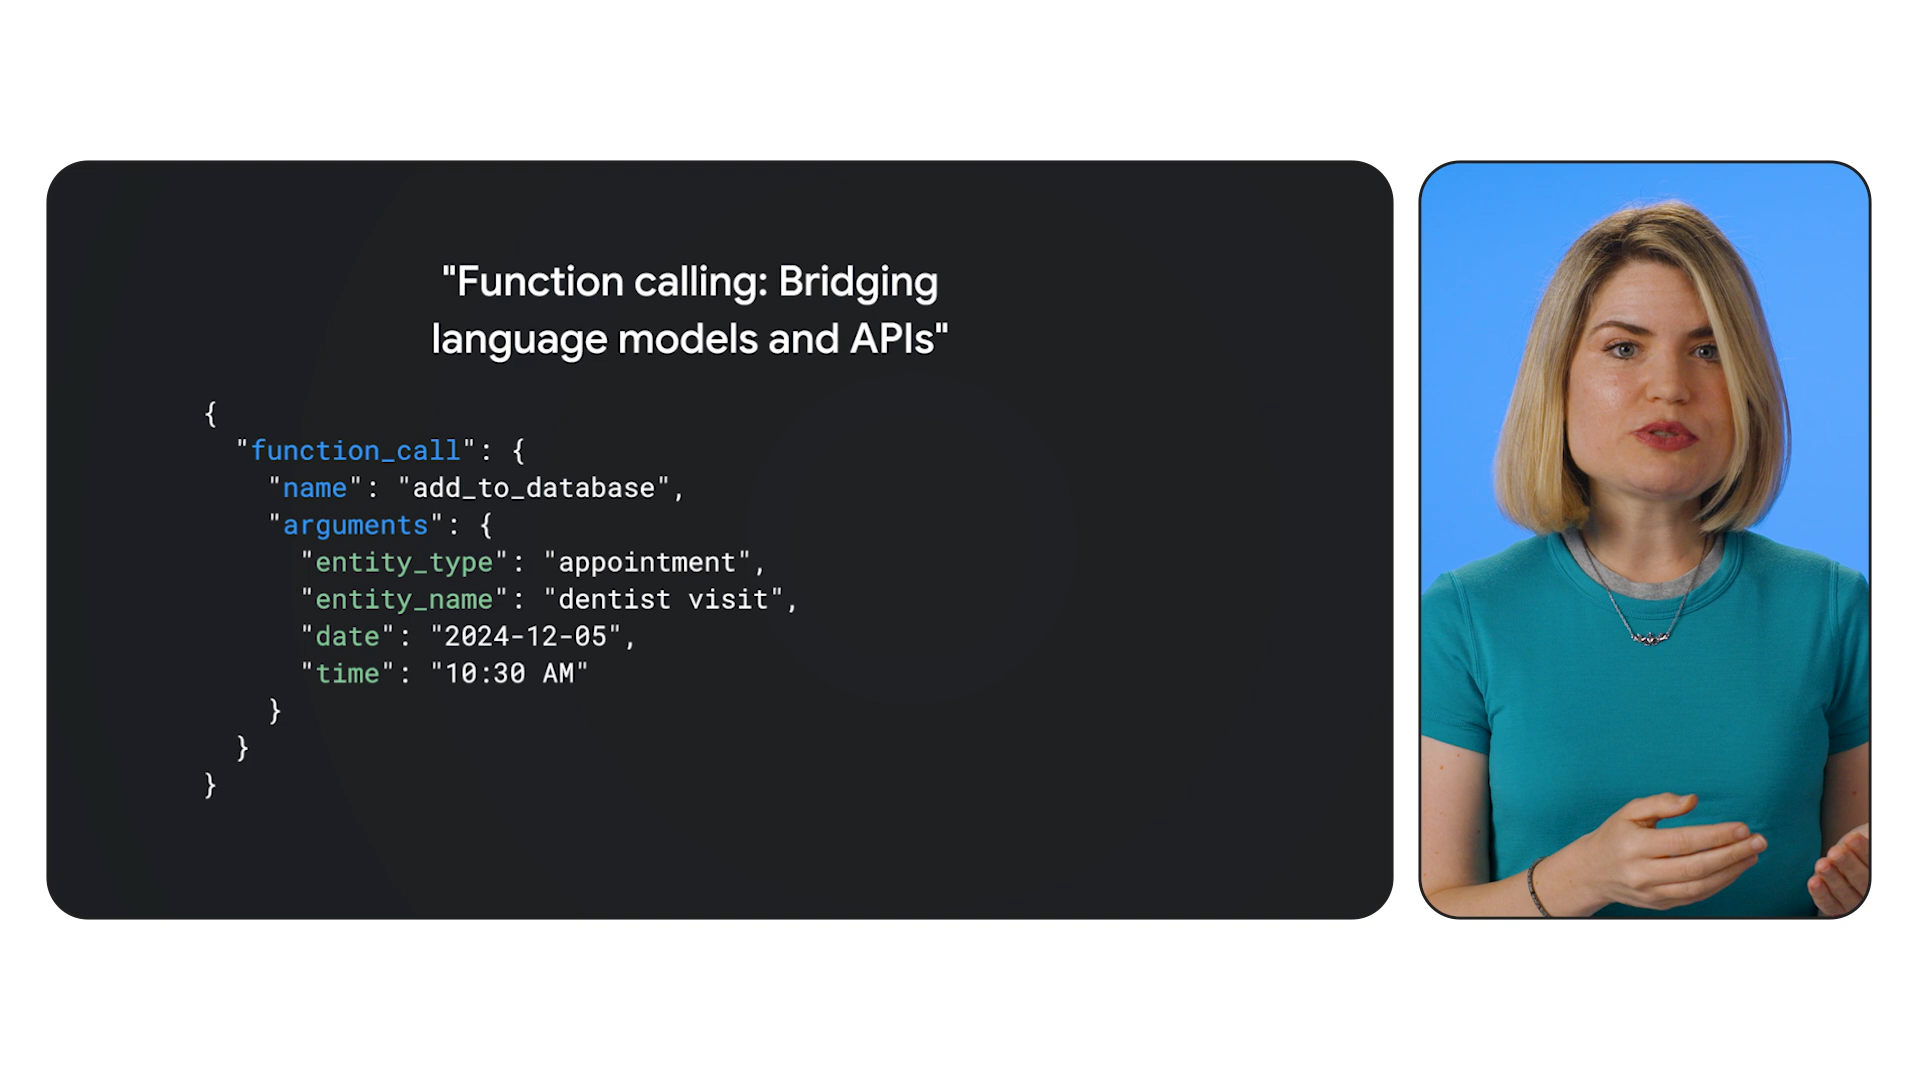 "Function calling: Bridging
language models and APIs"
{
"function_call": {
"name": "add_to_database",
"arguments": {
"entity_type": "appointment",
"entity_name": "dentist visit",
"date": "2024-12-05",
"time": "10:30 AM"
}
}
}